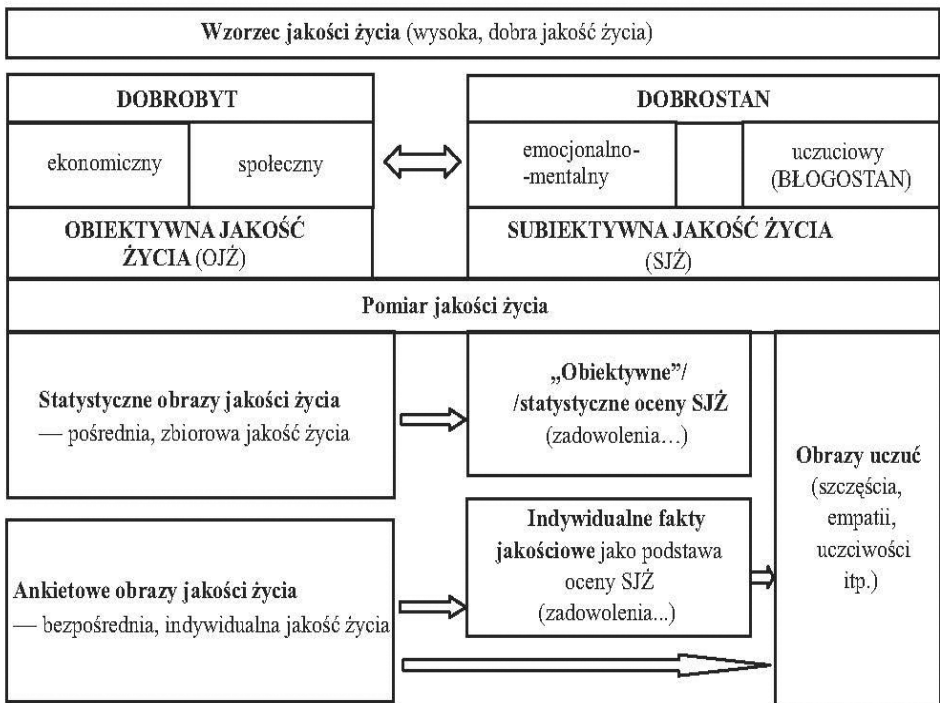 Wzorzec jakości życia (wysoka, dobra jakość życia)
DOBROBYT
ekonomiczny
społeczny
OBIEKTYWNA JAKOŚĆ
ŻYCIA (OJŻ)
DOBROSTAN
emocjonalno-
-mentalny
uczuciowy
(BŁOGOSTAN)
SUBIEKTYWNA JAKOŚĆ ŻYCIA
(SJŻ)
Pomiar jakości życia
Statystyczne obrazy jakości życia
— pośrednia, zbiorowa jakość życia
„Obiektywne”/
/statystyczne oceny SJŻ
(zadowolenia…)
Ankietowe obrazy jakości życia
— bezpośrednia, indywidualna jakość życia
Indywidualne fakty
jakościowe jako podstawa
oceny SJŻ
(zadowolenia...)
Obrazy uczuć
(szczęścia,
empatii,
uczciwości
itp.)